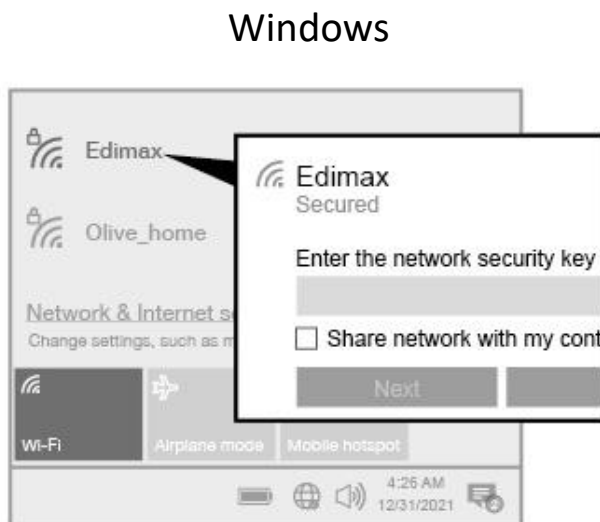 Windows
Edimax
Edimax
Secured
Olive_home
Enter the network security key
Network & Internet
Share network with my
Change settings, such as
Next
Wi-Fi
Airplane mode
Mobile hotspot
4:26 AM
12/31/2021